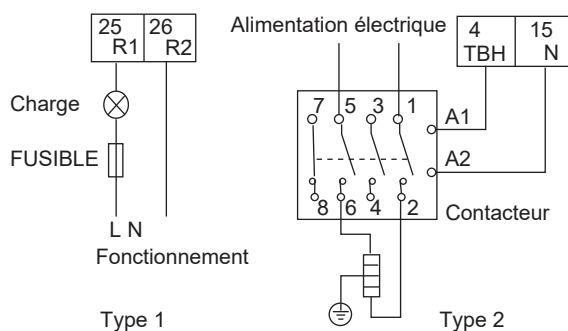 25 26
R1 R2
Charge
FUSIBLE
L N
Fonctionnement
Type 1
Alimentation électrique
4 15
TBH N
7 5 3 1
A1
A2
8 6 4 2
Contacteur
Type 2